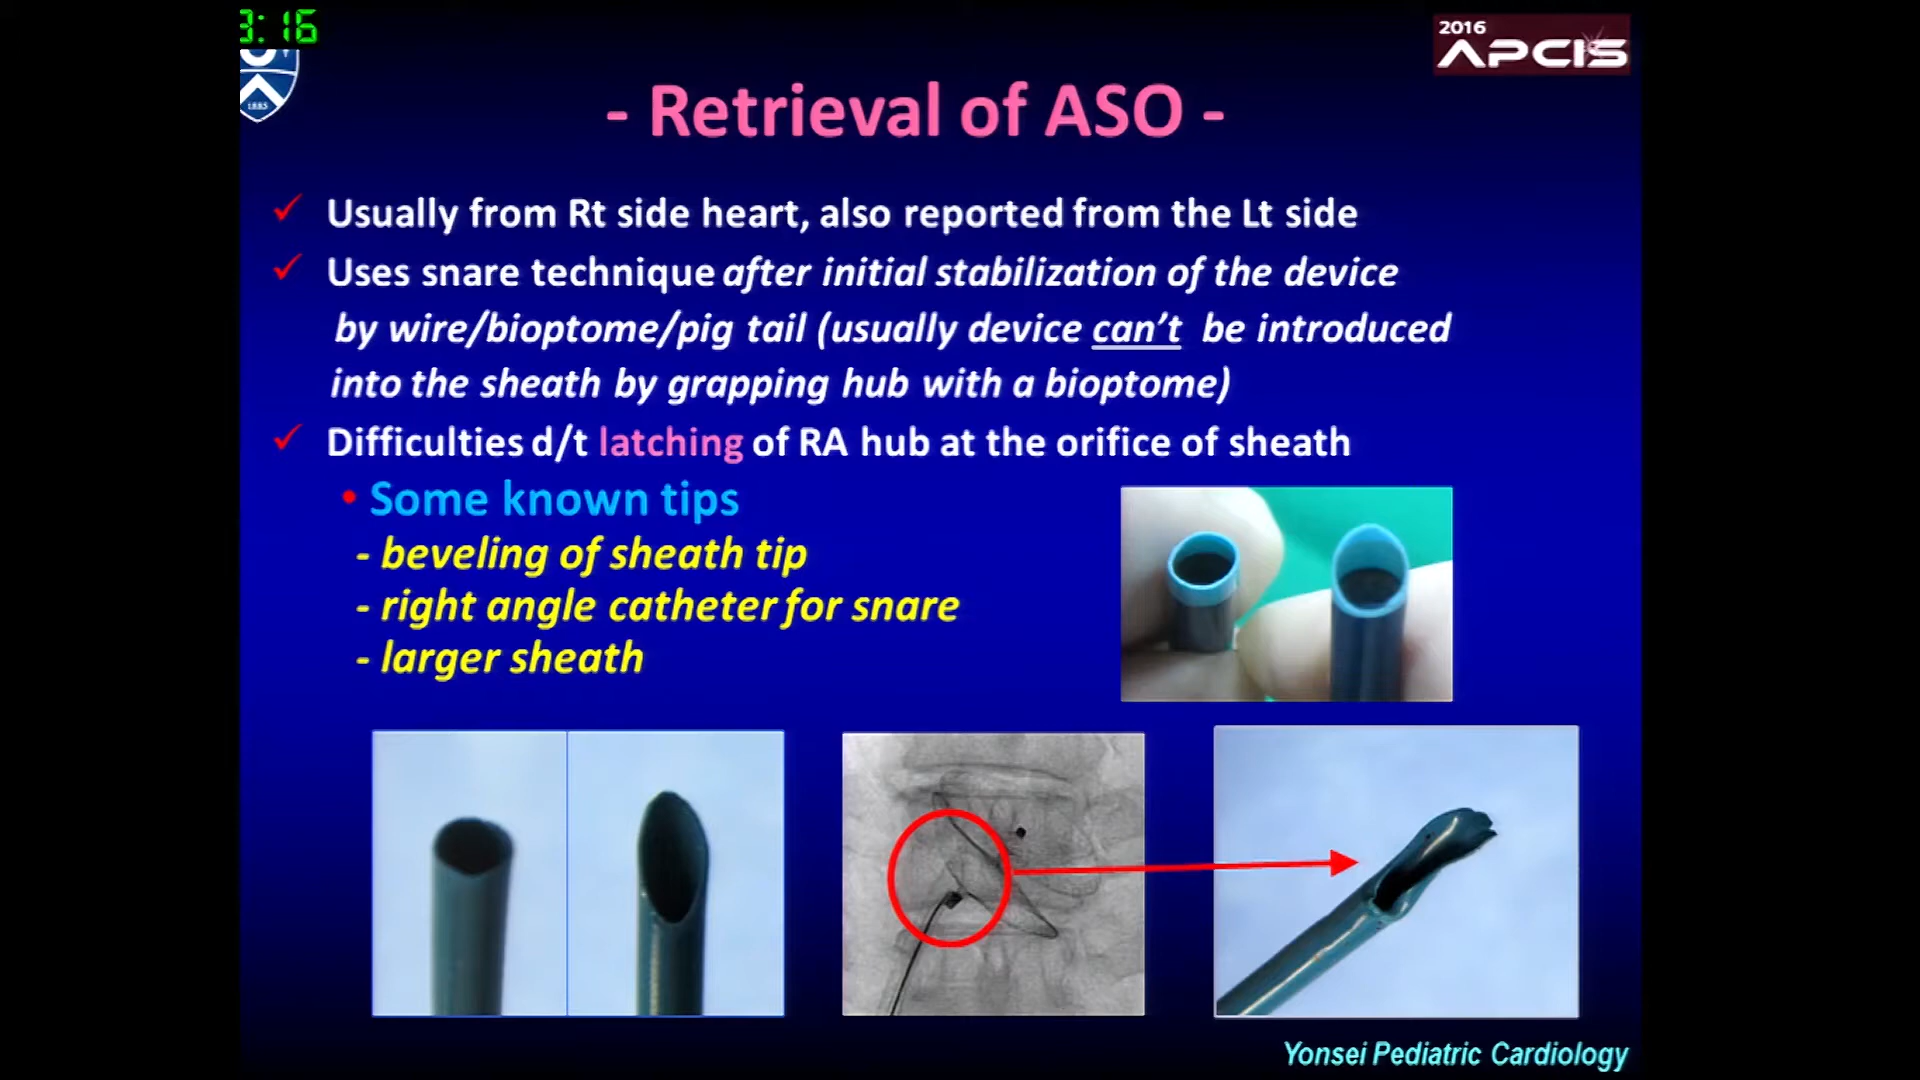 3:16
2016
APCIS
1885
- Retrieval of ASO -
✓ Usually from Rt side heart, also reported from the Lt side
✓ Uses snare technique after initial stabilization of the device
by wire/bioptome/pig tail (usually device can't be introduced
into the sheath by grapping hub with a bioptome)
✓ Difficulties d/t latching of RA hub at the orifice of sheath
• Some known tips
- beveling of sheath tip
- right angle catheter for snare
- larger sheath
Yonsei Pediatric Cardiology